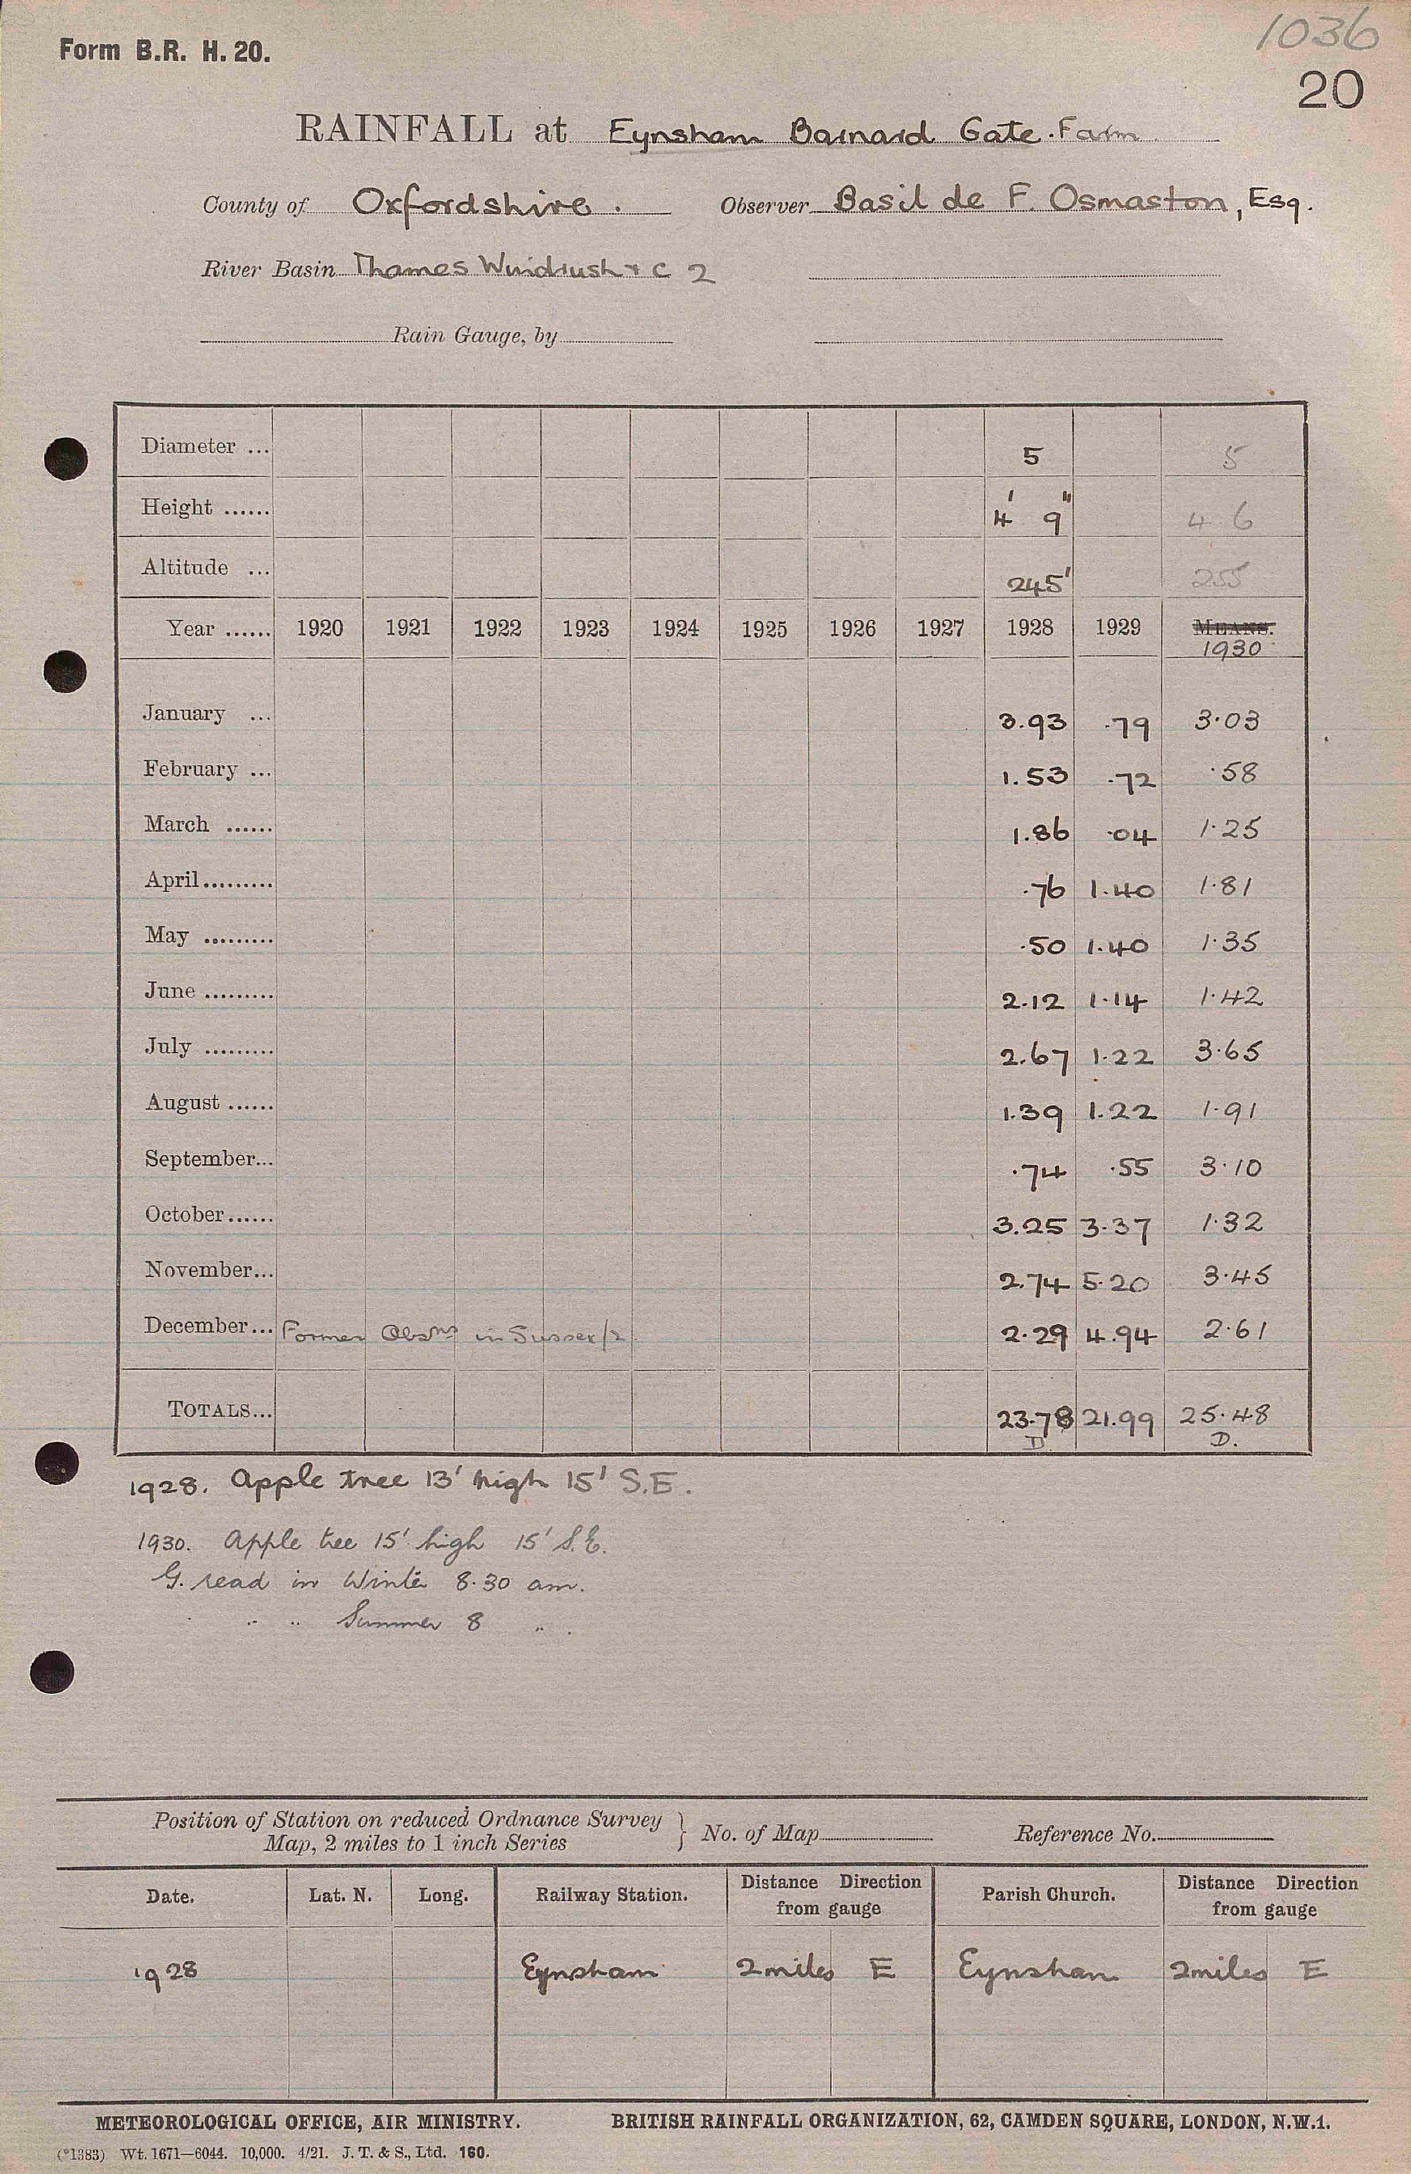 1036
Form B.R. H. 20.
20
RAINFALL at Eynsham Barnard Gate. Farm.
County of Oxfordshire. Observer Basil de F. Osmaston, Esq.
River Basin Thames Windrush & C 2
Rain Gauge, by
Diameter ... 5 5
Height ...... 4' 9" 4 6
Altitude ... 245' 255
Year ...... 1920 1921 1922 1923 1924 1925 1926 1927 1928 1929 MEANS.
1930
January ... 3.93 .79 3.03
February ... 1.53 .72 .58
March ...... 1.86 .04 1.25
April ......... .76 1.40 1.81
May ......... .50 1.40 1.35
June ......... 2.12 1.14 1.42
July ......... 2.67 1.22 3.65
August ...... 1.39 1.22 1.91
September... .74 .55 3.10
October ...... 3.25 3.37 1.32
November... 2.74 5.20 3.45
December... Former Obsns in Sussex/2 2.29 4.94 2.61
TOTALS... 23.78 21.99 25.48
D D.
1928. Apple tree 13' high 15' S.E.
1930. Apple tree 15' high 15' S.E.
G. read in Winter 8.30 am.
" " Summer 8 " .
Position of Station on reduced Ordnance Survey
Map, 2 miles to 1 inch Series } No. of Map Reference No.
Date. Lat. N. Long. Railway Station. Distance Direction from gauge Parish Church. Distance Direction from gauge
1928 Eynsham 2 miles E Eynsham 2 miles E
METEOROLOGICAL OFFICE, AIR MINISTRY. BRITISH RAINFALL ORGANIZATION, 62, CAMDEN SQUARE, LONDON, N.W.1.
(*1383) Wt. 1671—6044. 10,000. 4/21. J. T. & S., Ltd. 160.